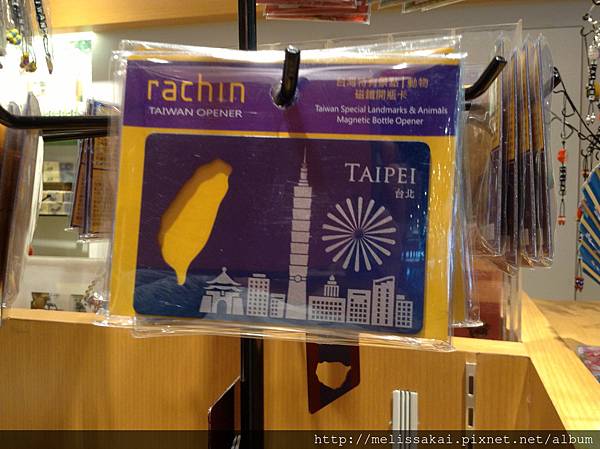 rachin
TAIWAN OPENER
台灣特有景點 | 動物
磁鐵開瓶卡
Taiwan Special Landmarks & Animals
Magnetic Bottle Opener
TAIPEI
台北
http://melissakai.pixnet.net/album